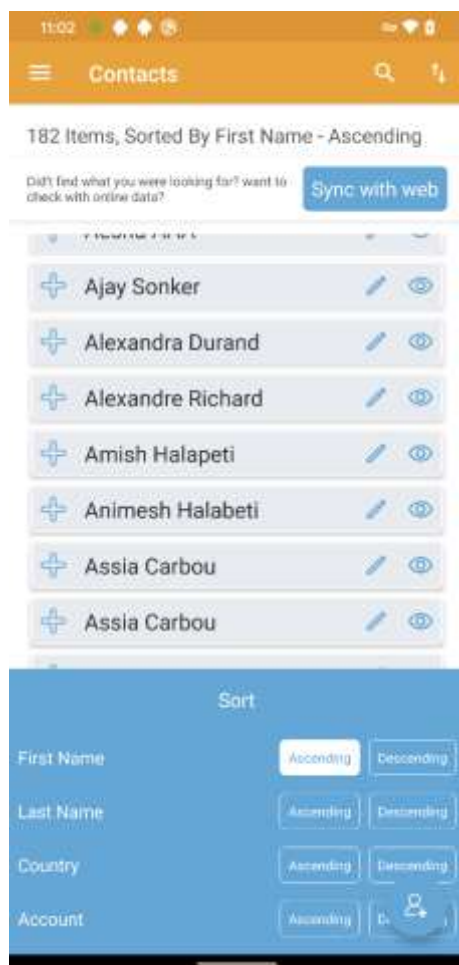 11:02
Contacts
182 Items, Sorted By First Name - Ascending
Didn't find what you were looking for? want to
check with online data?
Sync with web
Ajay Sonker
Alexandra Durand
Alexandre Richard
Amish Halapeti
Animesh Halabeti
Assia Carbou
Assia Carbou
Sort
First Name
Ascending
Descending
Last Name
Ascending
Descending
Country
Ascending
Descending
Account
Ascending